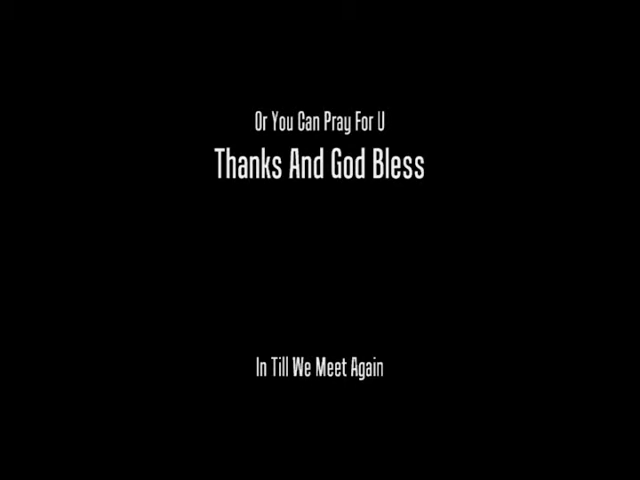 Or You Can Pray For U
Thanks And God Bless
In Till We Meet Again